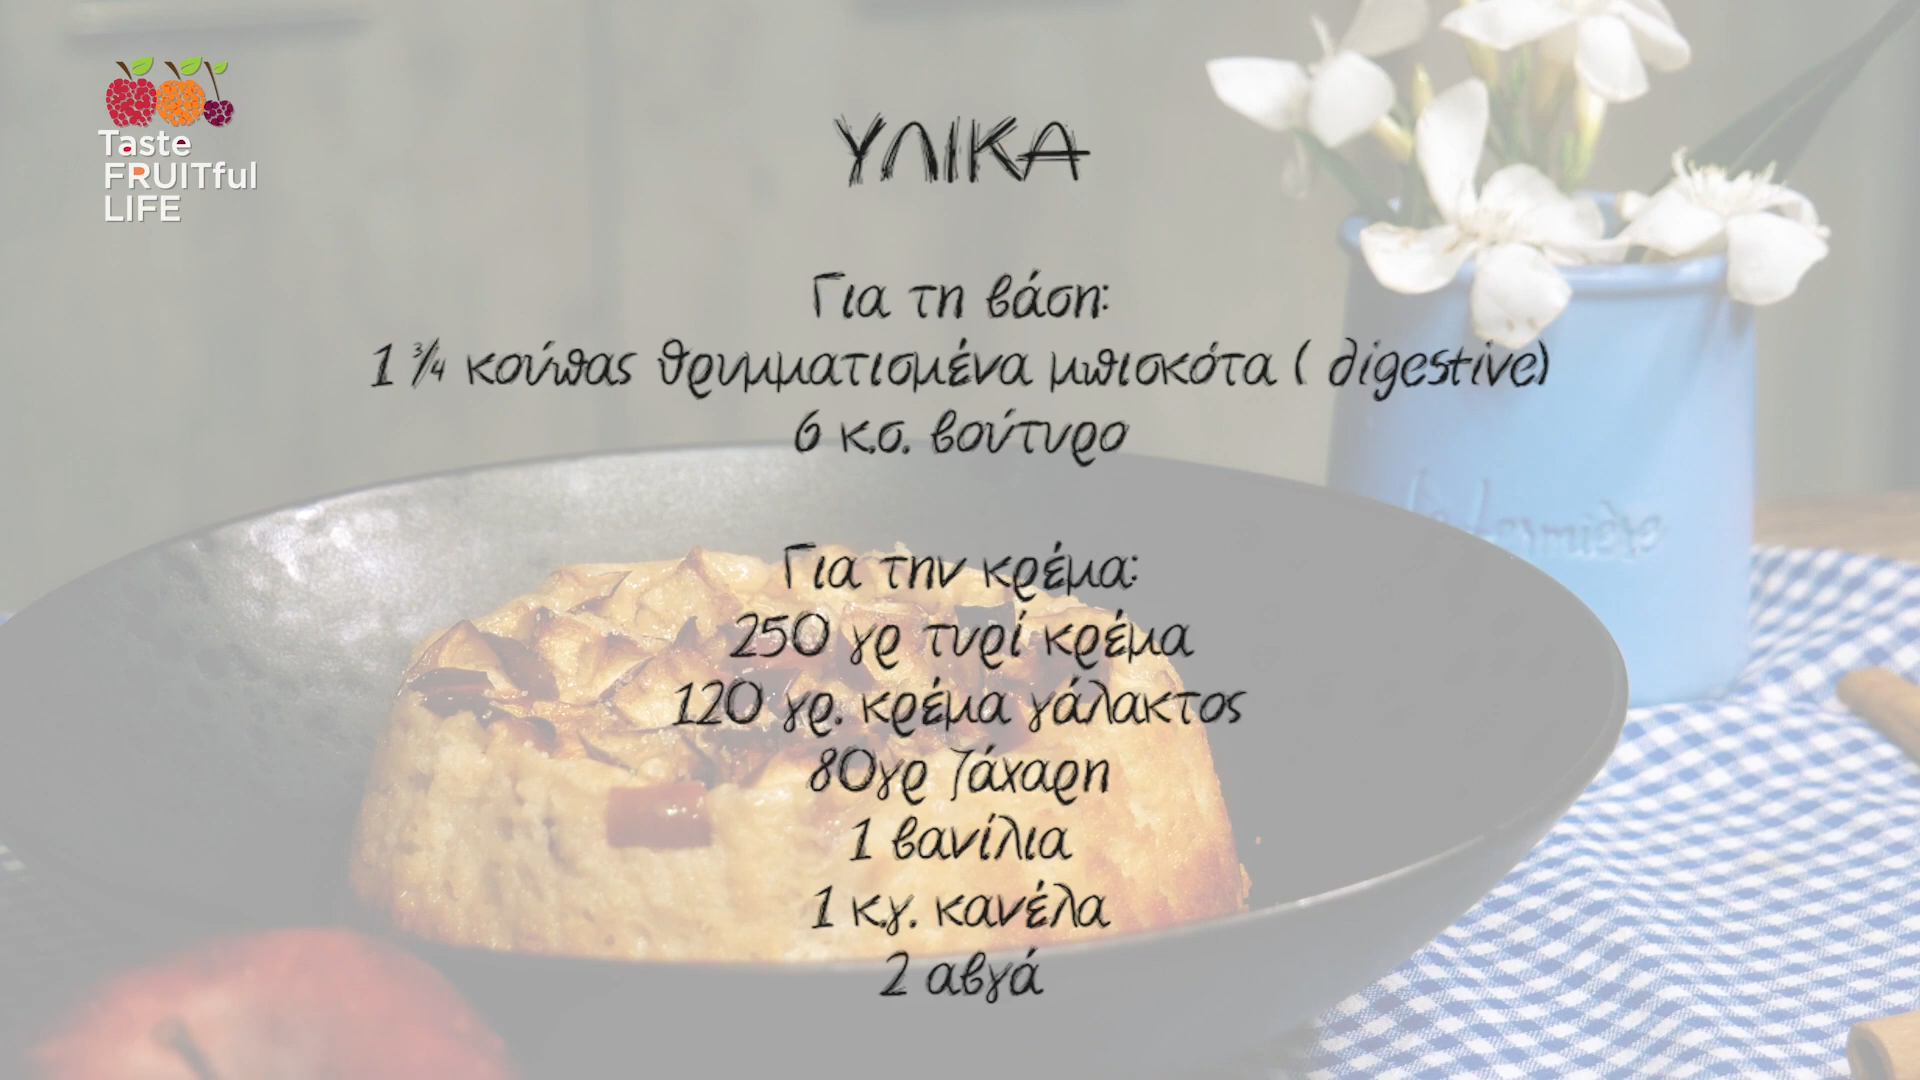 Taste
FRUITful
LIFE
ΥΛΙΚΑ
Για τη βάση:
1 ¾ κούπας θρυμματισμένα μπισκότα ( digestive)
6 κ.σ. βούτυρο
Για την κρέμα:
250 γρ τυρί κρέμα
120 γρ. κρέμα γάλακτος
80γρ ζάχαρη
1 βανίλια
1 κ.γ. κανέλα
2 αβγά